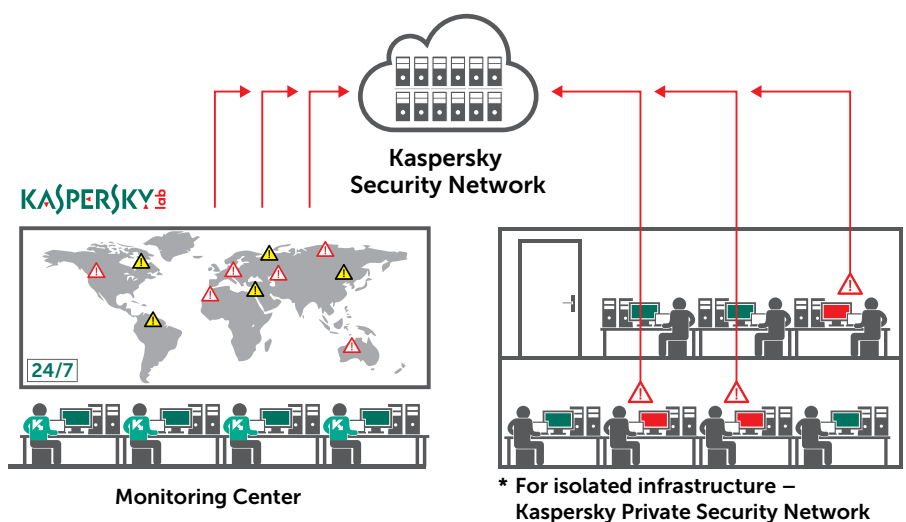 Kaspersky
Security Network
KASPERSKY lab
24/7
Monitoring Center
* For isolated infrastructure –
Kaspersky Private Security Network